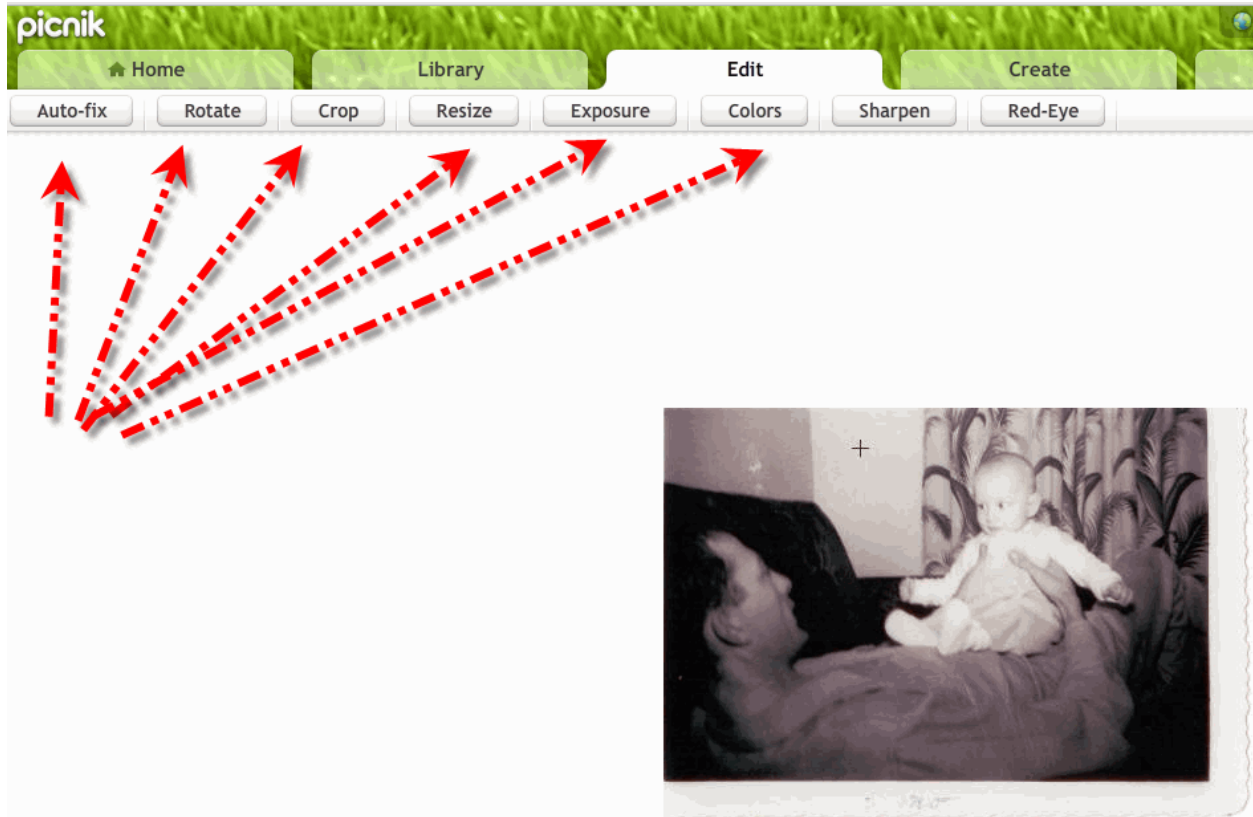 picnik
Home Library Edit Create
Auto-fix Rotate Crop Resize Exposure Colors Sharpen Red-Eye